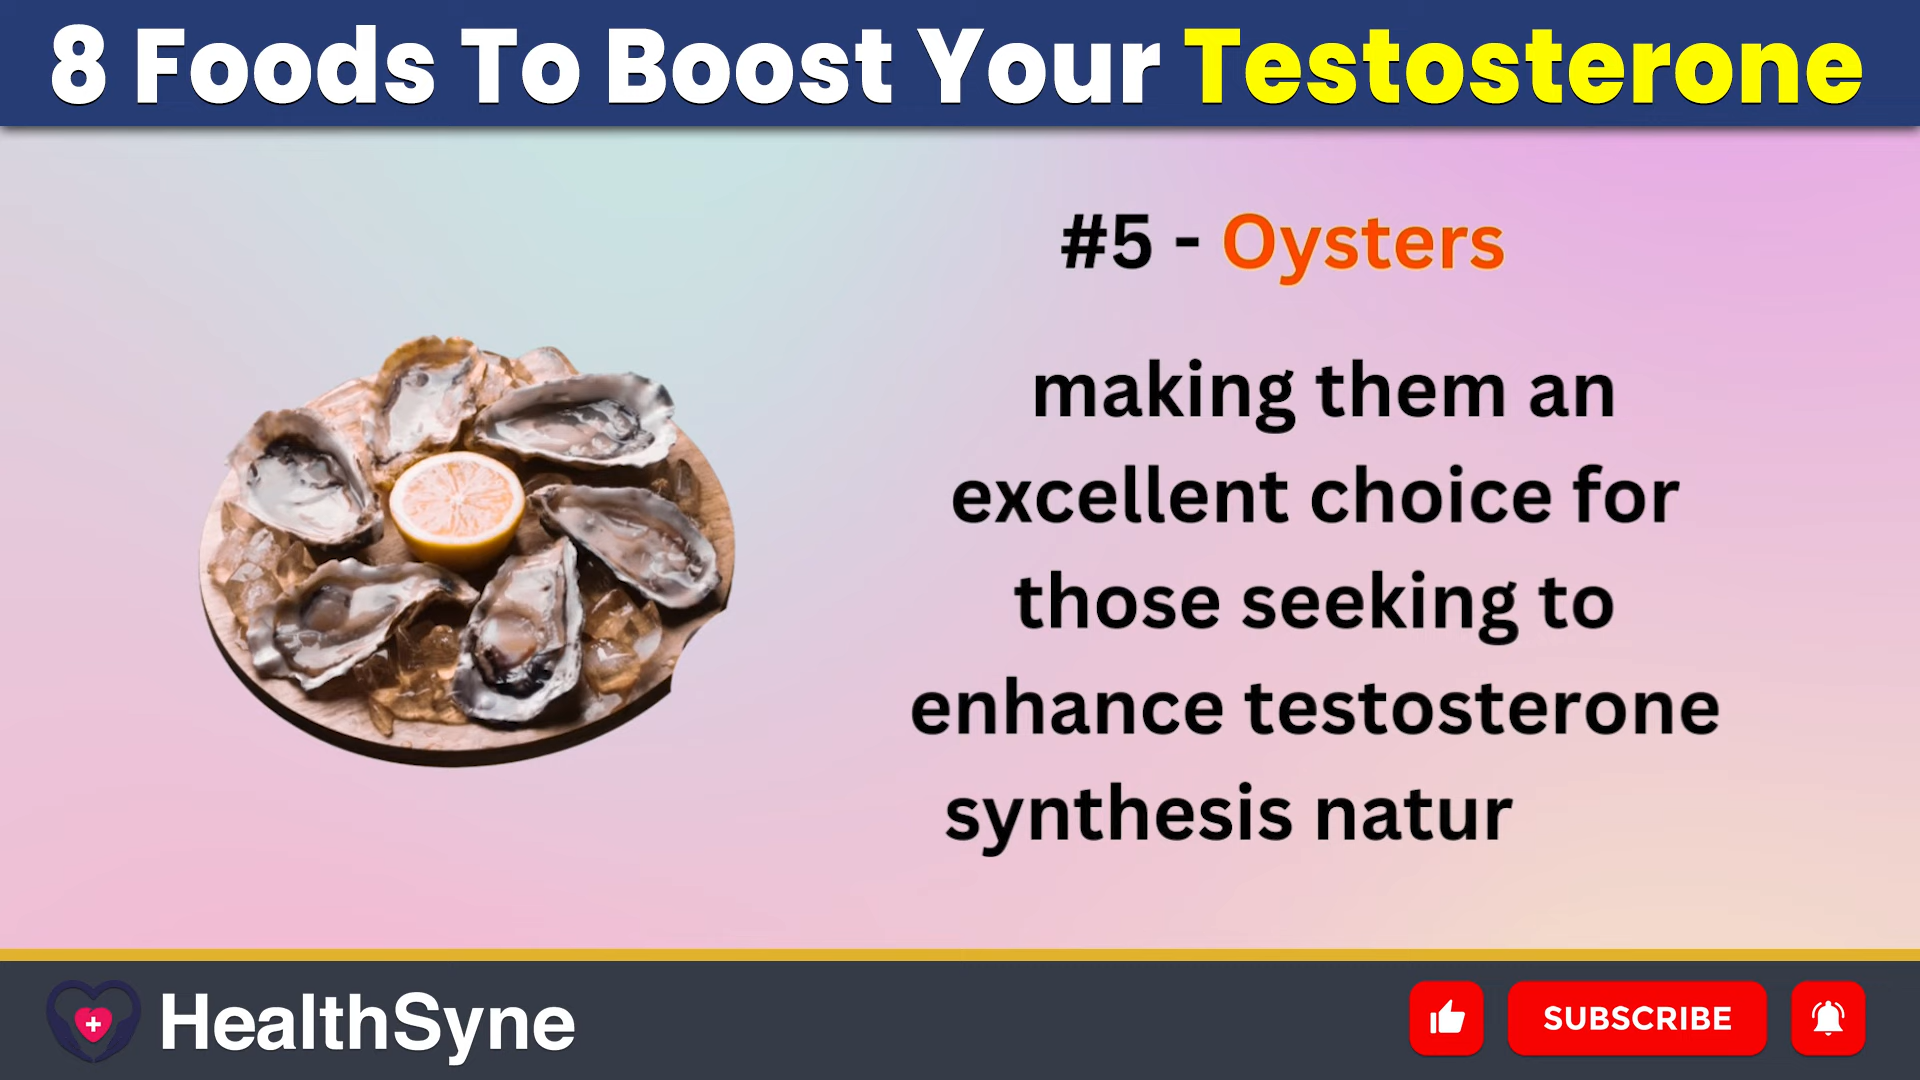 8 Foods To Boost Your Testosterone
#5 - Oysters
making them an
excellent choice for
those seeking to
enhance testosterone
synthesis natur
HealthSyne
SUBSCRIBE